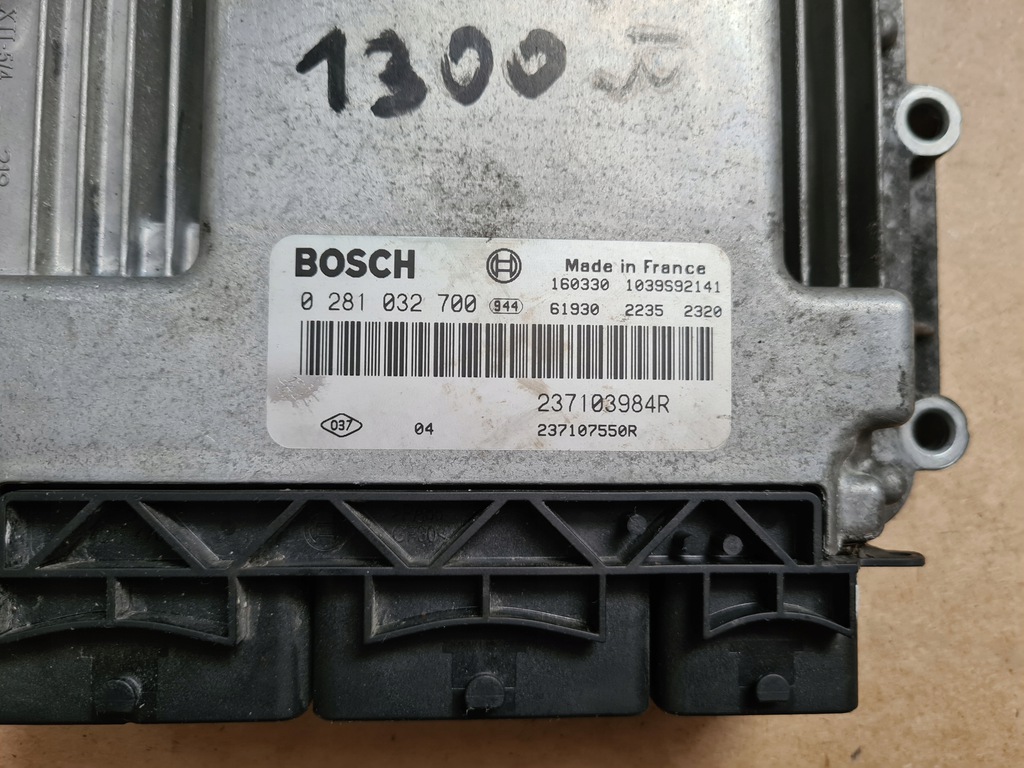 1300
BOSCH
Made in France
160330 1039S92141
0 281 032 700 944
61930 2235 2320
237103984R
037 04 237107550R